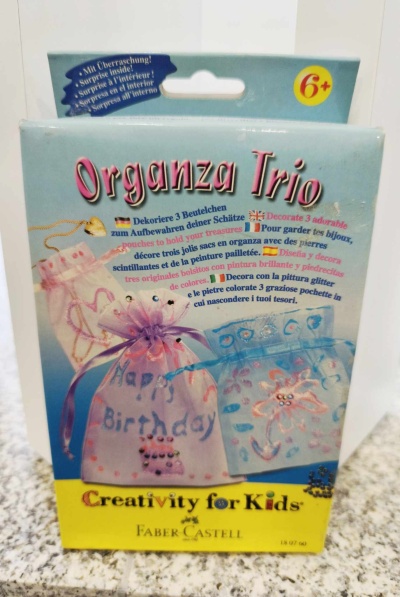 • Mit Überraschung!
• Surprise inside!
• Surprise à l'intérieur!
• Sorpresa en el interior
• Sorpresa all'interno
6+
Organza Trio
Dekoriere 3 Beutelchen
zum Aufbewahren deiner Schätze Decorate 3 adorable
pouches to hold your treasures Pour garder tes bijoux,
décore trois jolis sacs en organza avec des pierres
scintillantes et de la peinture pailletée. Diseña y decora
tres originales bolsitos con pintura brillante y piedrecitas
de colores. Decora con la pittura glitter
e le pietre colorate 3 graziose pochette in
cui nascondere i tuoi tesori.
Happy
Birthday
Creativity for Kids®
FABER-CASTELL